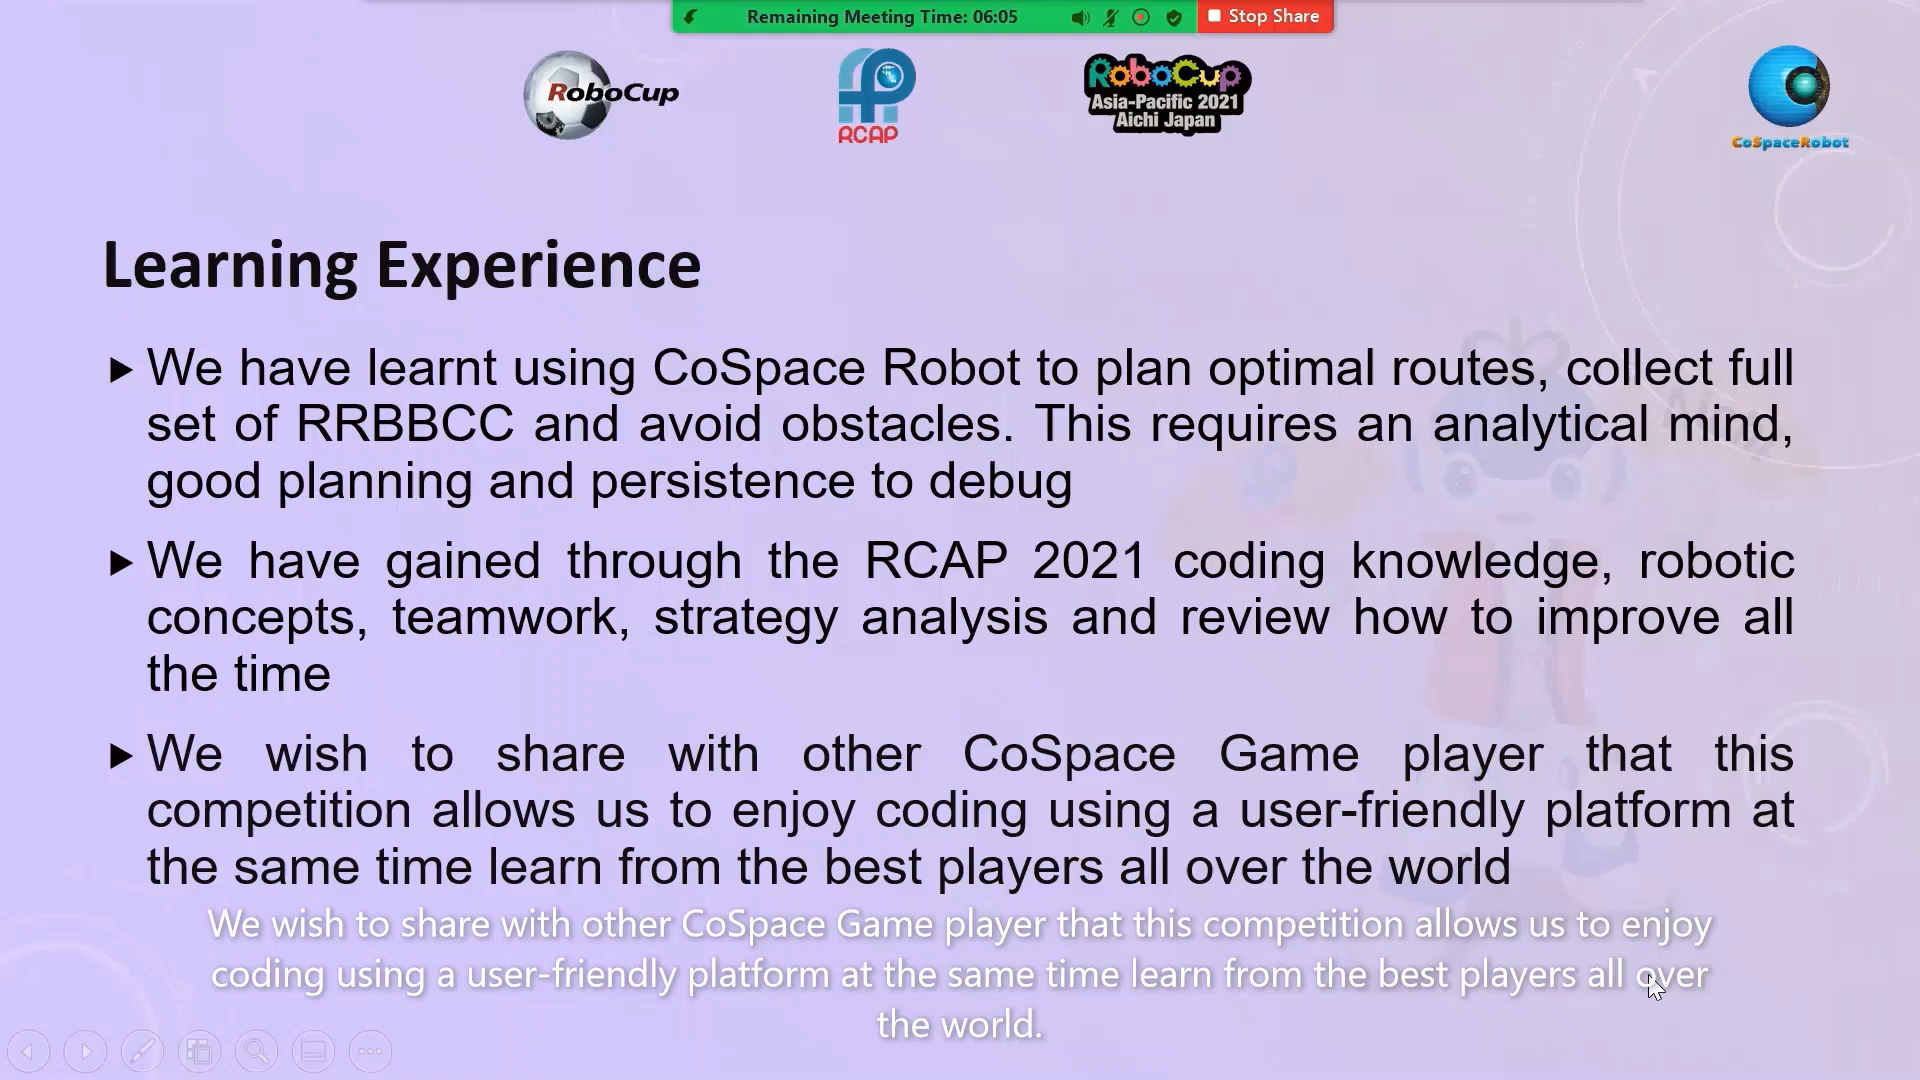 Remaining Meeting Time: 06:05
Stop Share
RoboCup
RCAP
RoboCup
Asia-Pacific 2021
Aichi Japan
CoSpaceRobot
Learning Experience
We have learnt using CoSpace Robot to plan optimal routes, collect full
set of RRBBCC and avoid obstacles. This requires an analytical mind,
good planning and persistence to debug
We have gained through the RCAP 2021 coding knowledge, robotic
concepts, teamwork, strategy analysis and review how to improve all
the time
We wish to share with other CoSpace Game player that this
competition allows us to enjoy coding using a user-friendly platform at
the same time learn from the best players all over the world
We wish to share with other CoSpace Game player that this competition allows us to enjoy
coding using a user-friendly platform at the same time learn from the best players all over
the world.